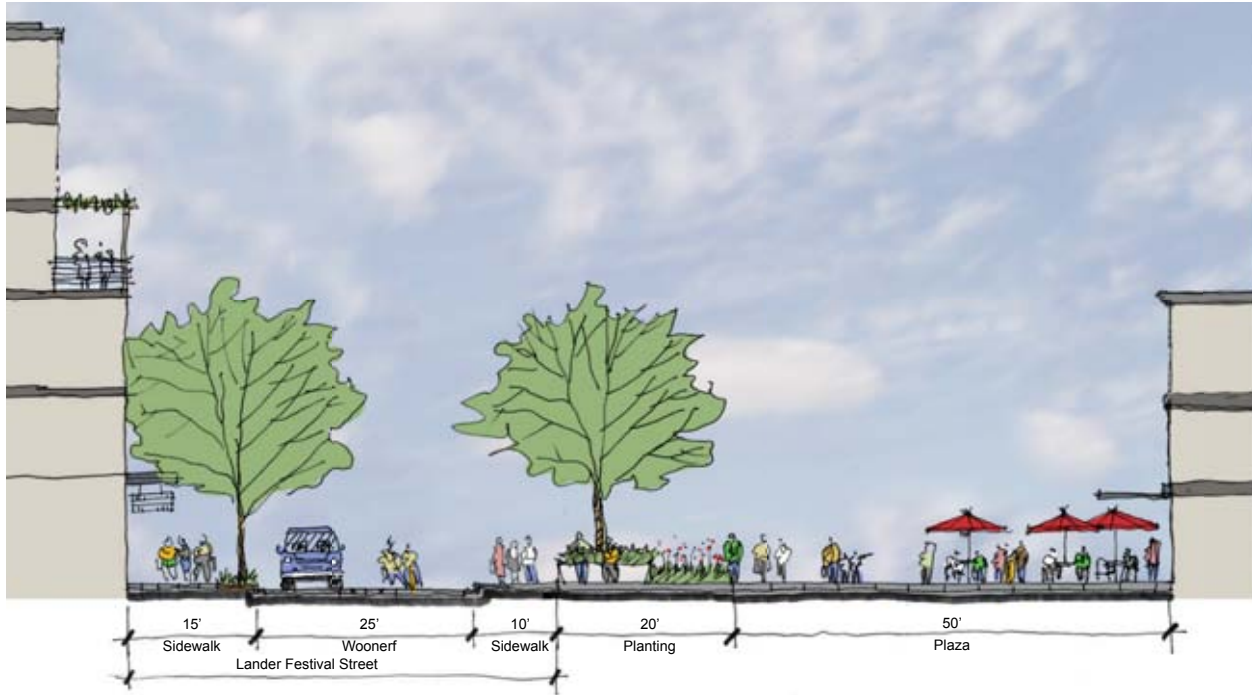 15’ 25’ 10’ 20’ 50’
Sidewalk Woonerf Sidewalk Planting Plaza
Lander Festival Street